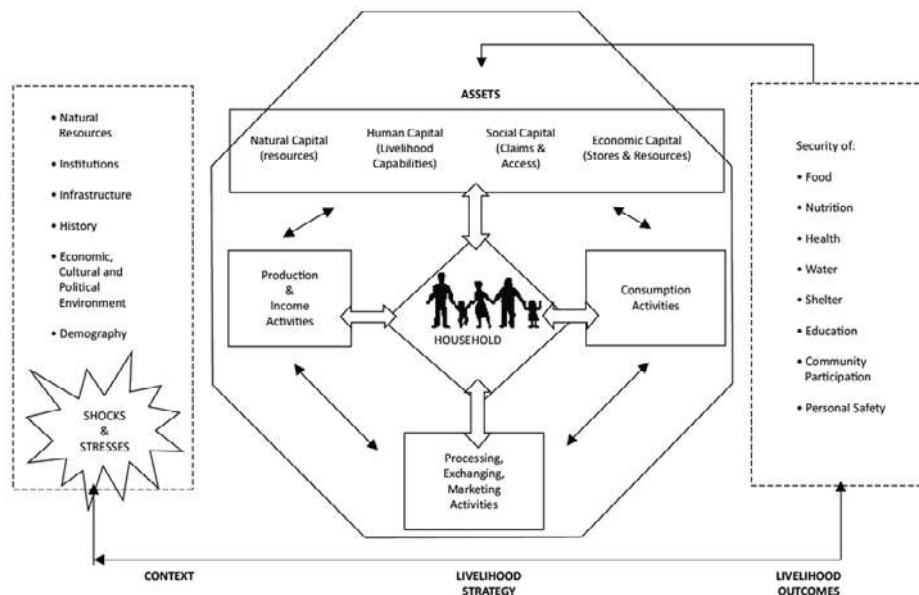 • Natural
Resources
• Institutions
• Infrastructure
• History
• Economic,
Cultural and
Political
Environment
• Demography
SHOCKS
&
STRESSES
ASSETS
Natural Capital
(resources)
Human Capital
(Livelihood
Capabilities)
Social Capital
(Claims &
Access)
Economic Capital
(Stores & Resources)
Production
&
Income
Activities
HOUSEHOLD
Consumption
Activities
Processing,
Exchanging,
Marketing
Activities
Security of:
• Food
• Nutrition
• Health
• Water
• Shelter
• Education
• Community
Participation
• Personal Safety
CONTEXT
LIVELIHOOD
STRATEGY
LIVELIHOOD
OUTCOMES